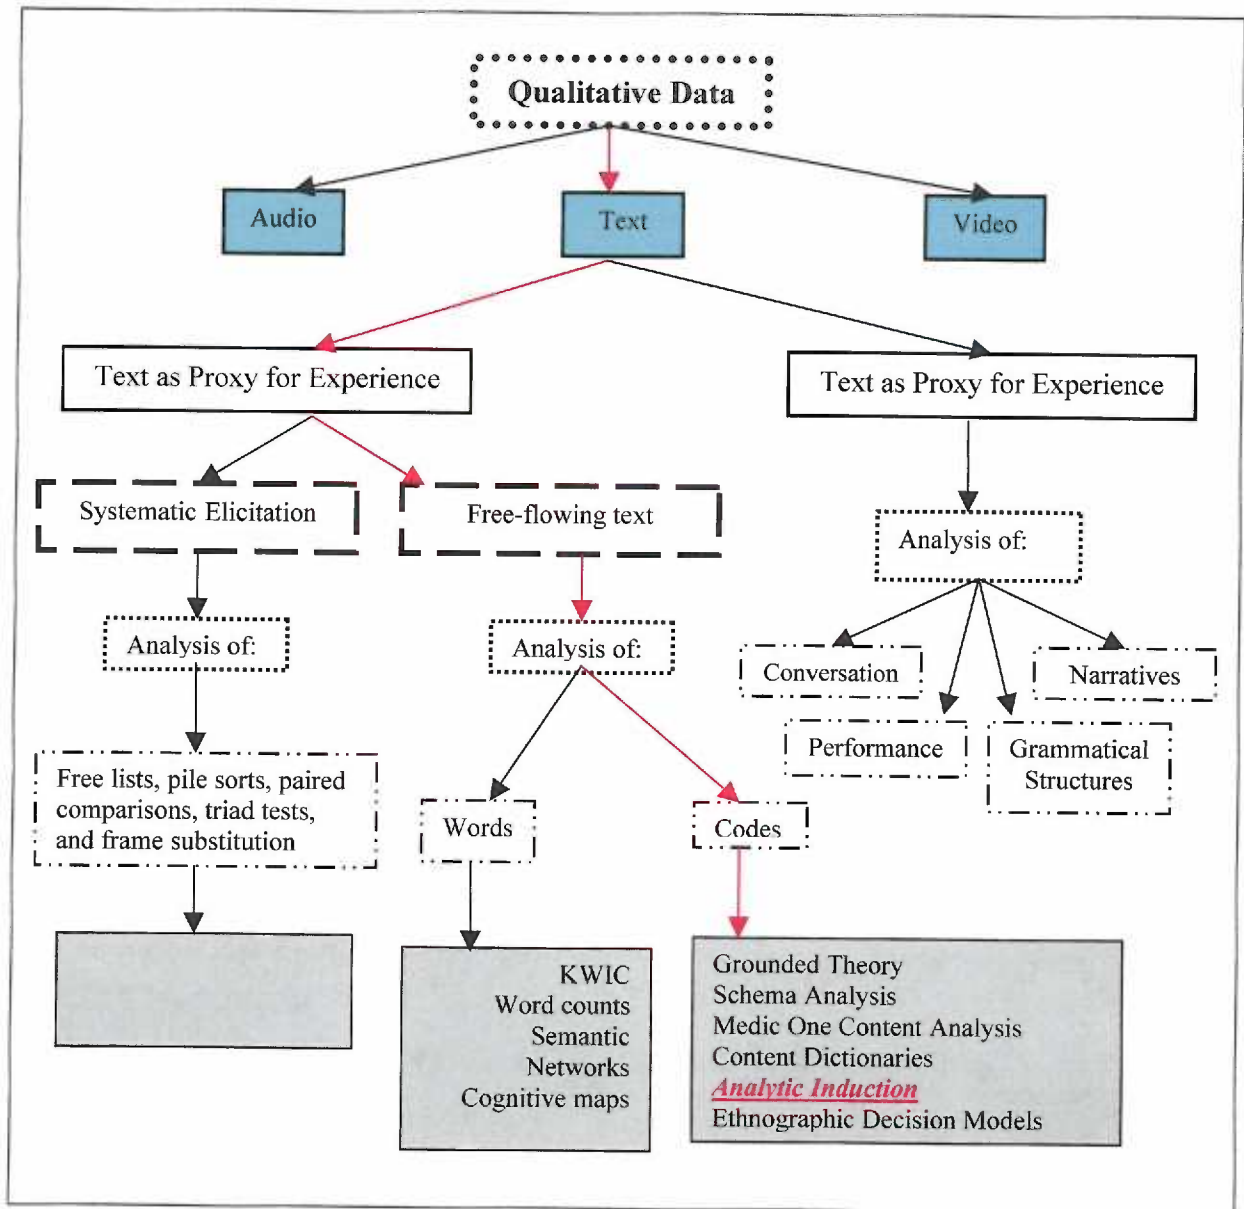 Qualitative Data
Audio
Text
Video
Text as Proxy for Experience
Text as Proxy for Experience
Systematic Elicitation
Free-flowing text
Analysis of:
Analysis of:
Analysis of:
Conversation
Narratives
Performance
Grammatical
Structures
Free lists, pile sorts, paired
comparisons, triad tests,
and frame substitution
Words
Codes
KWIC
Word counts
Semantic
Networks
Cognitive maps
Grounded Theory
Schema Analysis
Medic One Content Analysis
Content Dictionaries
Analytic Induction
Ethnographic Decision Models